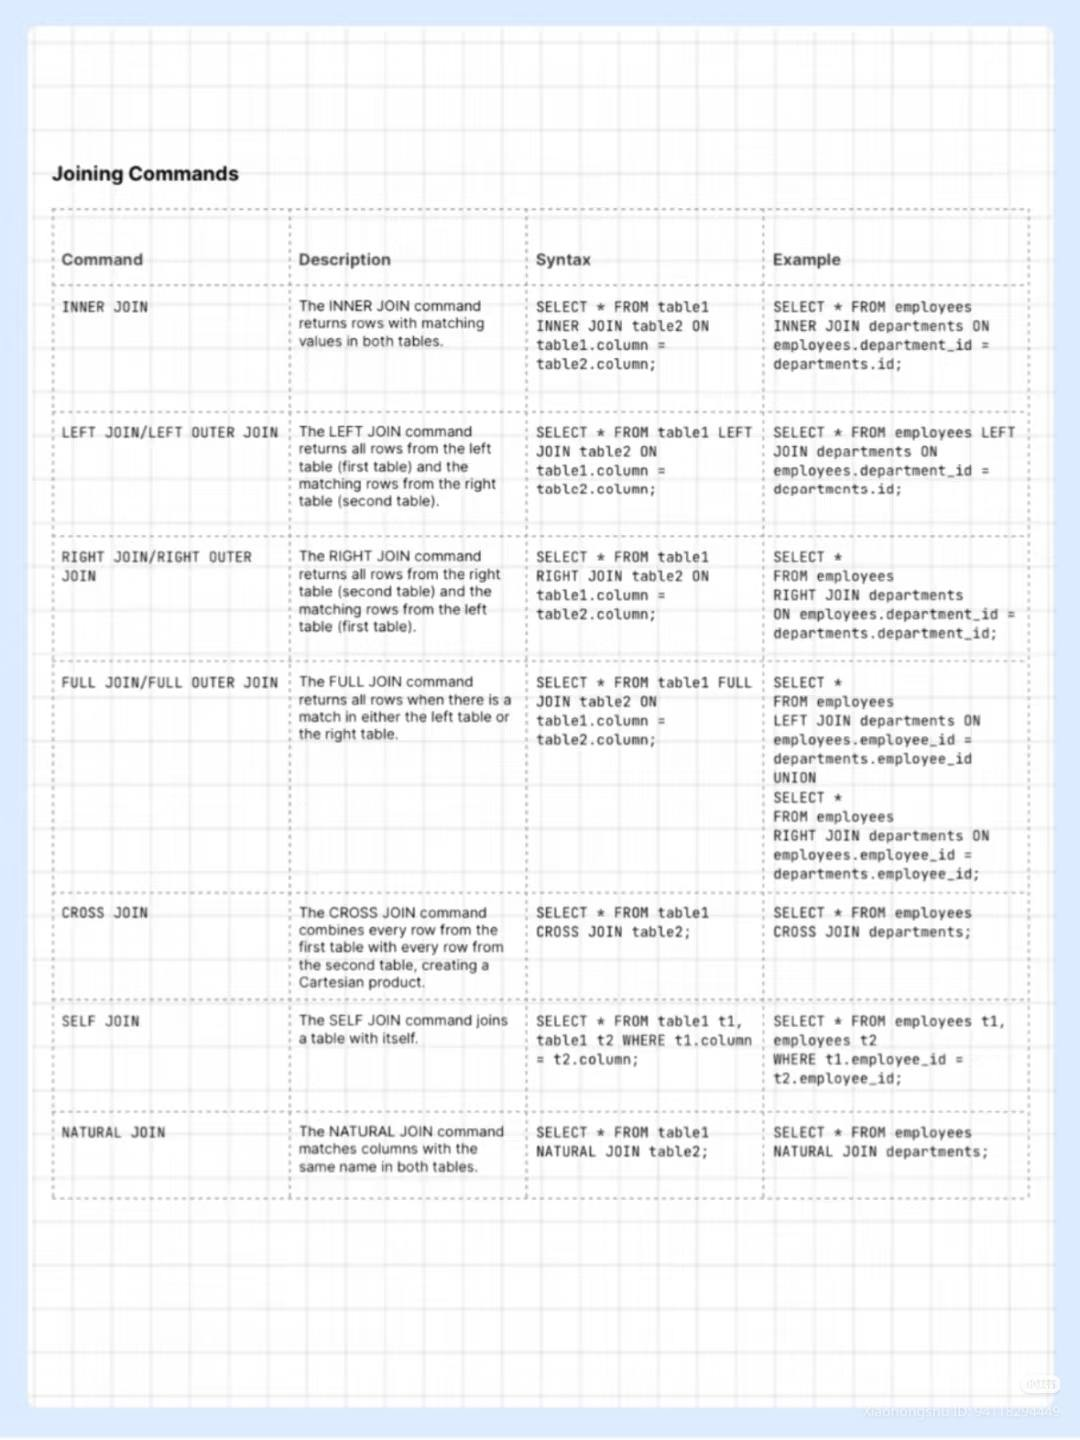 Joining Commands
Command
Description
Syntax
Example
INNER JOIN
The INNER JOIN command
returns rows with matching
values in both tables.
SELECT * FROM table1
INNER JOIN table2 ON
table1.column =
table2.column;
SELECT * FROM employees
INNER JOIN departments ON
employees.department_id =
departments.id;
LEFT JOIN/LEFT OUTER JOIN
The LEFT JOIN command
returns all rows from the left
table (first table) and the
matching rows from the right
table (second table).
SELECT * FROM table1 LEFT
JOIN table2 ON
table1.column =
table2.column;
SELECT * FROM employees LEFT
JOIN departments ON
employees.department_id =
departments.id;
RIGHT JOIN/RIGHT OUTER
JOIN
The RIGHT JOIN command
returns all rows from the right
table (second table) and the
matching rows from the left
table (first table).
SELECT * FROM table1
RIGHT JOIN table2 ON
table1.column =
table2.column;
SELECT *
FROM employees
RIGHT JOIN departments
ON employees.department_id =
departments.department_id;
FULL JOIN/FULL OUTER JOIN
The FULL JOIN command
returns all rows when there is a
match in either the left table or
the right table.
SELECT * FROM table1 FULL
JOIN table2 ON
table1.column =
table2.column;
SELECT *
FROM employees
LEFT JOIN departments ON
employees.employee_id =
departments.employee_id
UNION
SELECT *
FROM employees
RIGHT JOIN departments ON
employees.employee_id =
departments.employee_id;
CROSS JOIN
The CROSS JOIN command
combines every row from the
first table with every row from
the second table, creating a
Cartesian product.
SELECT * FROM table1
CROSS JOIN table2;
SELECT * FROM employees
CROSS JOIN departments;
SELF JOIN
The SELF JOIN command joins
a table with itself.
SELECT * FROM table1 t1,
table1 t2 WHERE t1.column
= t2.column;
SELECT * FROM employees t1,
employees t2
WHERE t1.employee_id =
t2.employee_id;
NATURAL JOIN
The NATURAL JOIN command
matches columns with the
same name in both tables.
SELECT * FROM table1
NATURAL JOIN table2;
SELECT * FROM employees
NATURAL JOIN departments;
小红书
xiaohongshu ID: